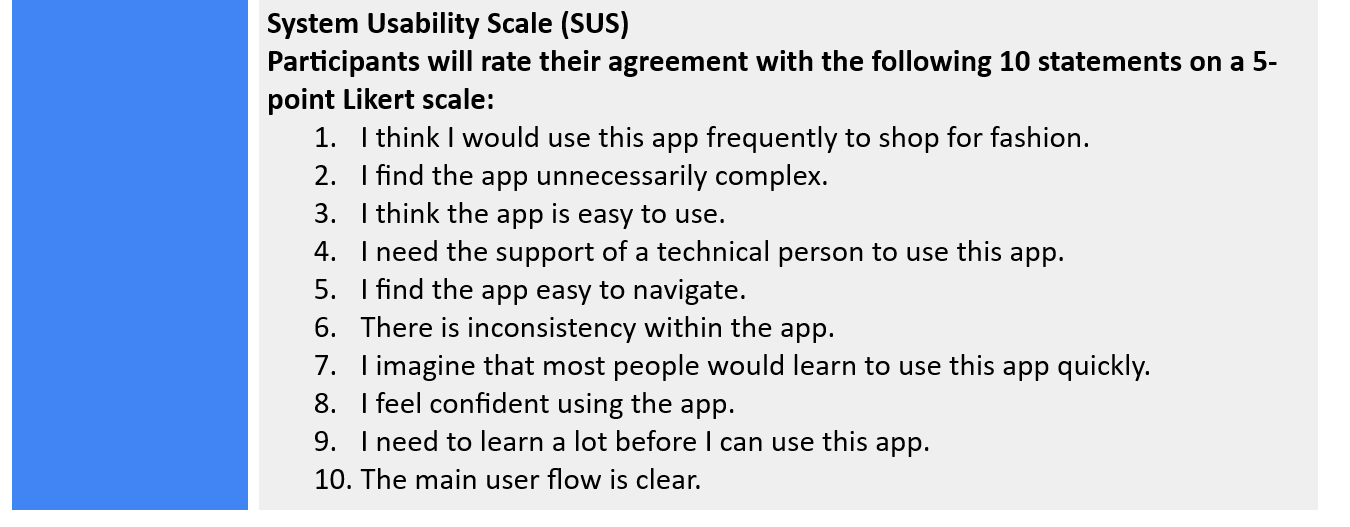 System Usability Scale (SUS)
Participants will rate their agreement with the following 10 statements on a 5-
point Likert scale:
1. I think I would use this app frequently to shop for fashion.
2. I find the app unnecessarily complex.
3. I think the app is easy to use.
4. I need the support of a technical person to use this app.
5. I find the app easy to navigate.
6. There is inconsistency within the app.
7. I imagine that most people would learn to use this app quickly.
8. I feel confident using the app.
9. I need to learn a lot before I can use this app.
10. The main user flow is clear.